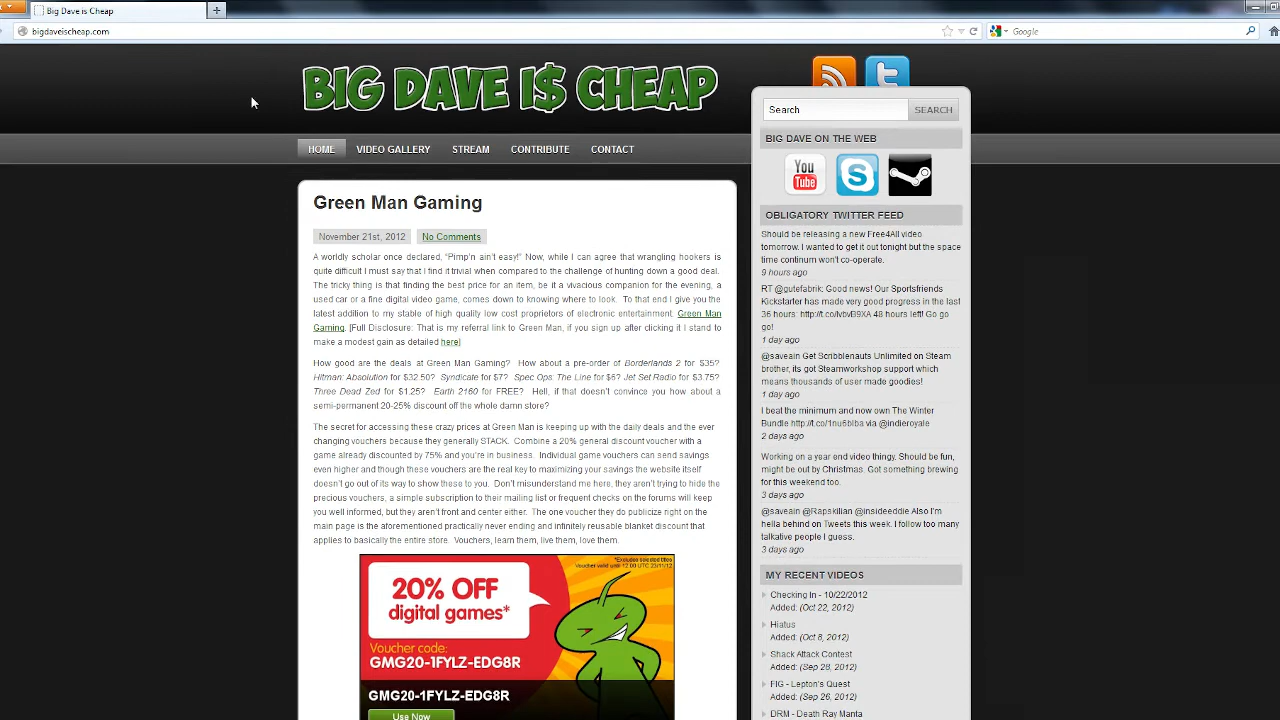 Big Dave is Cheap
bigdaveischeap.com
Google
BIG DAVE I$ CHEAP
HOME
VIDEO GALLERY
STREAM
CONTRIBUTE
CONTACT
Green Man Gaming
November 21st, 2012
No Comments
A worldly scholar once declared, “Pimp’n ain’t easy!” Now, while I can agree that wrangling hookers is
quite difficult I must say that I find it trivial when compared to the challenge of hunting down a good deal.
The tricky thing is that finding the best price for an item, be it a vivacious companion for the evening, a
used car or a fine digital video game, comes down to knowing where to look. To that end I give you the
latest addition to my stable of high quality low cost proprietors of electronic entertainment. Green Man
Gaming. [Full Disclosure: That is my referral link to Green Man, if you sign up after clicking it I stand to
make a modest gain as detailed here]
How good are the deals at Green Man Gaming? How about a pre-order of Borderlands 2 for $35?
Hitman: Absolution for $32.50? Syndicate for $7? Spec Ops: The Line for $6? Jet Set Radio for $3.75?
Three Dead Zed for $1.25? Earth 2160 for FREE? Hell, if that doesn’t convince you how about a
semi-permanent 20-25% discount off the whole damn store?
The secret for accessing these crazy prices at Green Man is keeping up with the daily deals and the ever
changing vouchers because they generally STACK. Combine a 20% general discount voucher with a
game already discounted by 75% and you’re in business. Individual game vouchers can send savings
even higher and though these vouchers are the real key to maximizing your savings the website itself
doesn’t go out of its way to show these to you. Don’t misunderstand me here, they aren’t trying to hide the
precious vouchers, a simple subscription to their mailing list or frequent checks on the forums will keep
you well informed, but they aren’t front and center either. The one voucher they do publicize right on the
main page is the aforementioned practically never ending and infinitely reusable blanket discount that
applies to basically the entire store. Vouchers, learn them, live them, love them.
*Excludes selected titles
Voucher valid until 12:00 UTC 23/11/12
20% OFF
digital games*
Voucher code:
GMG20-1FYLZ-EDG8R
GMG20-1FYLZ-EDG8R
Use Now
Search
SEARCH
BIG DAVE ON THE WEB
You
Tube
OBLIGATORY TWITTER FEED
Should be releasing a new Free4All video
tomorrow. I wanted to get it out tonight but the space
time continum won't co-operate.
9 hours ago
RT @gutefabrik: Good news! Our Sportsfriends
Kickstarter has made very good progress in the last
36 hours: http://t.co/lvbvB9XA 48 hours left! Go go
go!
1 day ago
@saveain Get Scribblenauts Unlimited on Steam
brother, its got Steamworkshop support which
means thousands of user made goodies!
1 day ago
I beat the minimum and now own The Winter
Bundle http://t.co/1nu6blba via @indieroyale
2 days ago
Working on a year end video thingy. Should be fun,
might be out by Christmas. Got something brewing
for this weekend too.
3 days ago
@saveain @Rapskilian @insideeddie Also I'm
hella behind on Tweets this week. I follow too many
talkative people I guess.
3 days ago
MY RECENT VIDEOS
Checking In - 10/22/2012
Added: (Oct 22, 2012)
Hiatus
Added: (Oct 8, 2012)
Shack Attack Contest
Added: (Sep 28, 2012)
FIG - Lepton's Quest
Added: (Sep 26, 2012)
DRM - Death Ray Manta